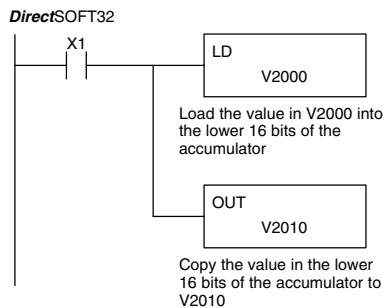 DirectSOFT32
X1
LD
V2000
Load the value in V2000 into
the lower 16 bits of the
accumulator
OUT
V2010
Copy the value in the lower
16 bits of the accumulator to
V2010